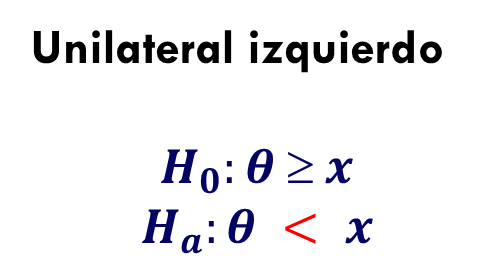 Unilateral izquierdo
H₀: θ ≥ x
Hₐ: θ < x